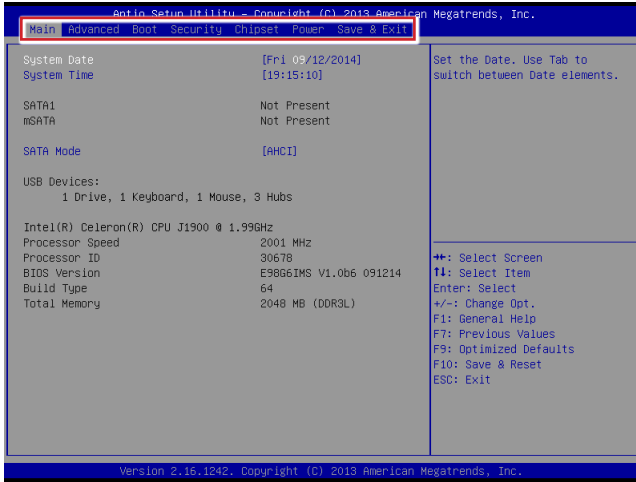 Aptio Setup Utility – Copyright (C) 2013 American Megatrends, Inc.
Main Advanced Boot Security Chipset Power Save & Exit
System Date [Fri 09/12/2014]
System Time [19:15:10]
SATA1 Not Present
mSATA Not Present
SATA Mode [AHCI]
USB Devices:
1 Drive, 1 Keyboard, 1 Mouse, 3 Hubs
Intel(R) Celeron(R) CPU J1900 @ 1.99GHz
Processor Speed 2001 MHz
Processor ID 30678
BIOS Version E98G6IMS V1.0b6 091214
Build Type 64
Total Memory 2048 MB (DDR3L)
Set the Date. Use Tab to
switch between Date elements.
→←: Select Screen
↑↓: Select Item
Enter: Select
+/-: Change Opt.
F1: General Help
F7: Previous Values
F9: Optimized Defaults
F10: Save & Reset
ESC: Exit
Version 2.16.1242. Copyright (C) 2013 American Megatrends, Inc.